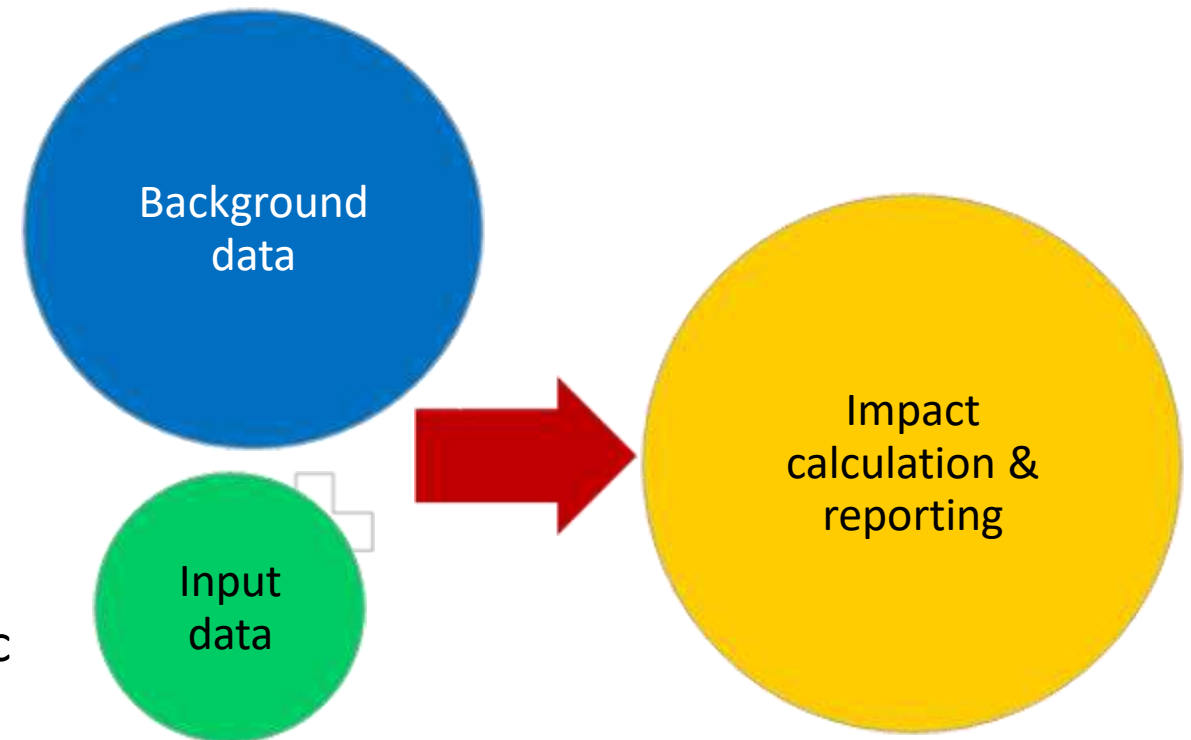 Background
data
Impact
calculation &
reporting
Input
data
c